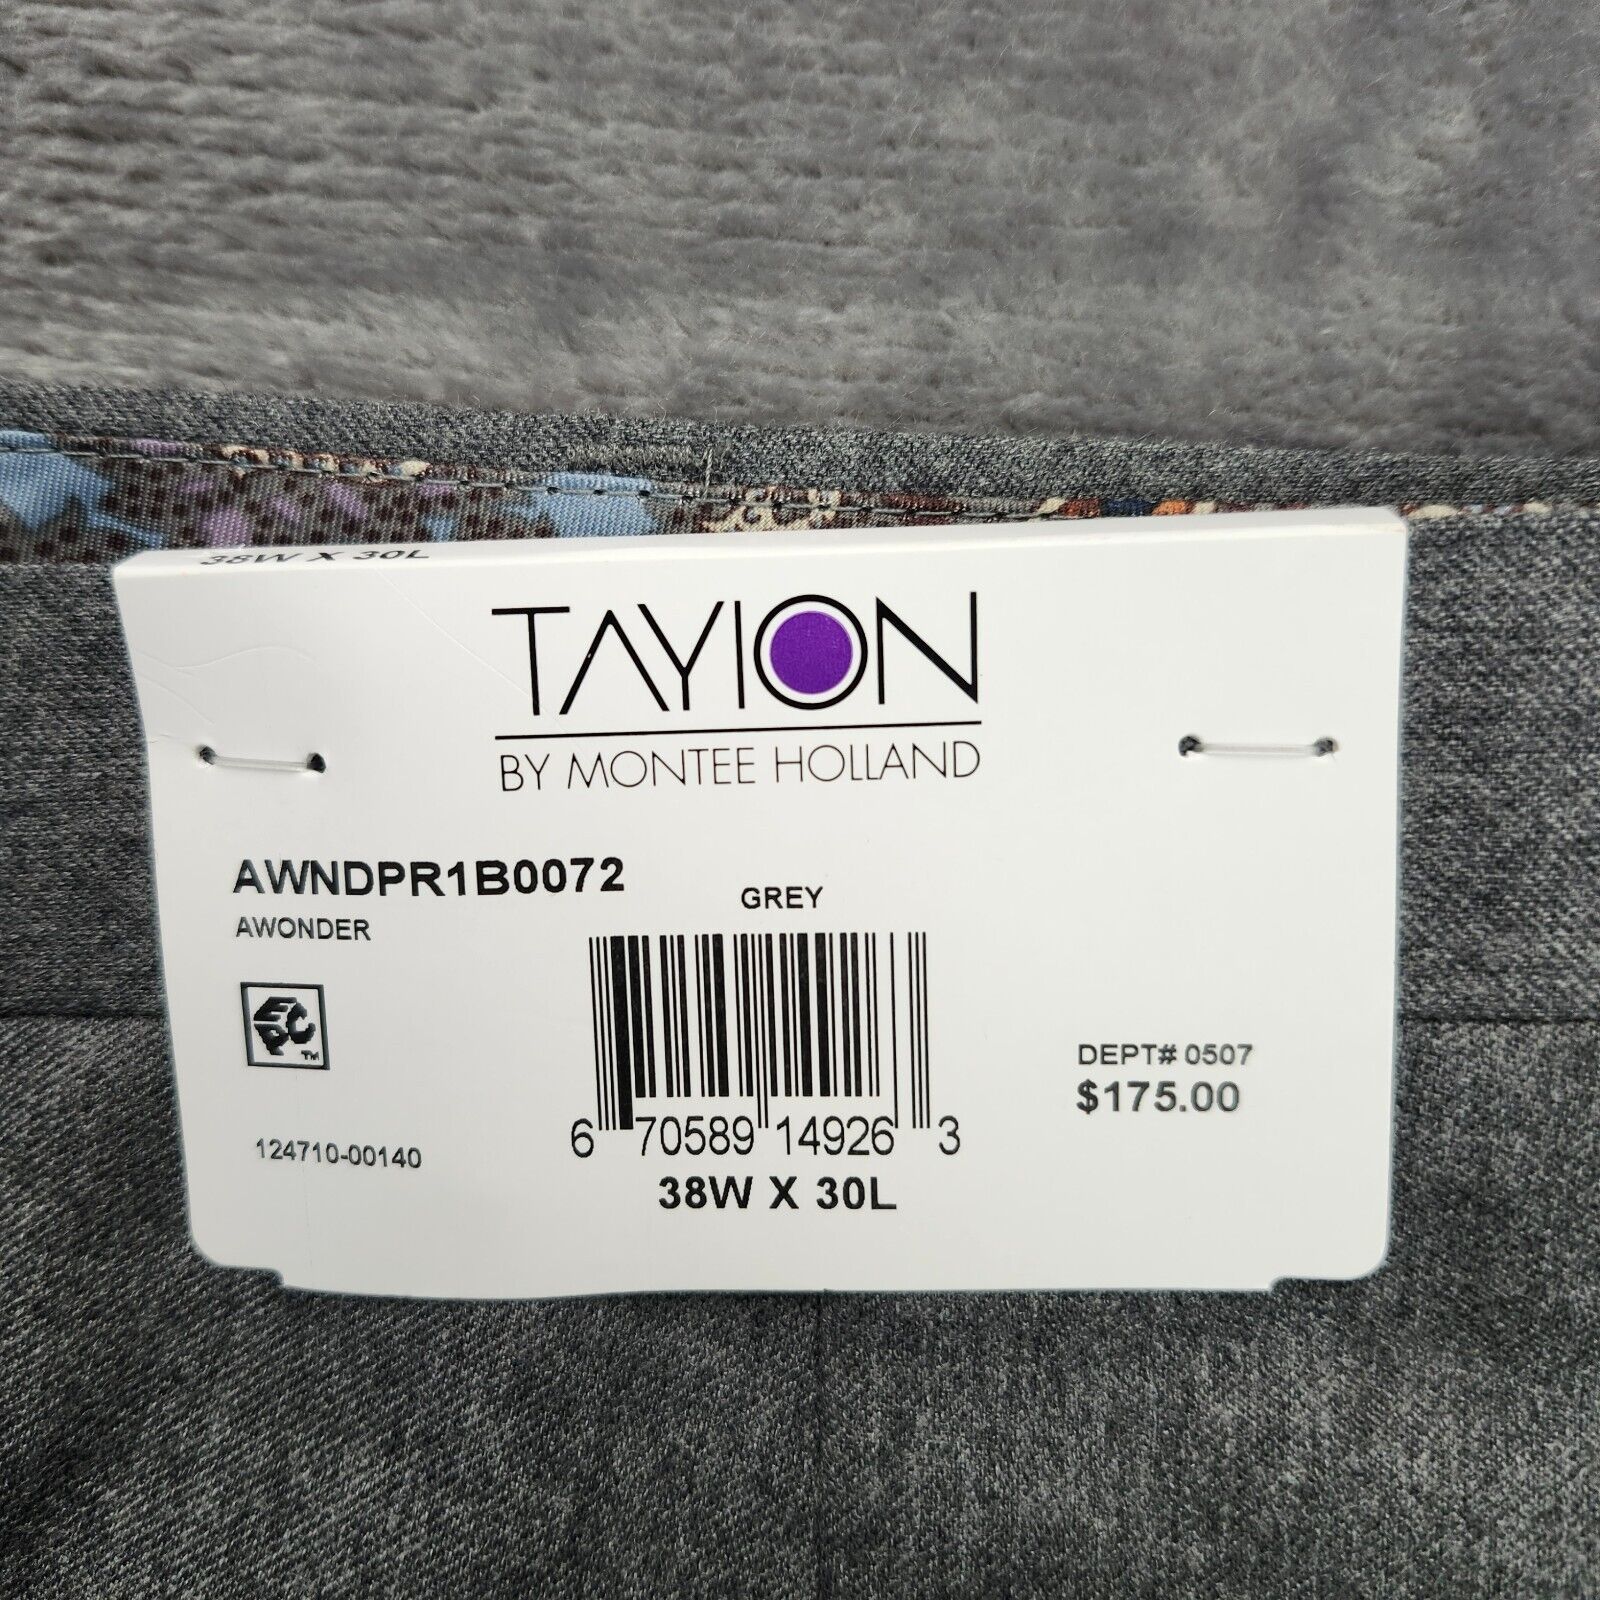 38W X 30L
TAYION
BY MONTEE HOLLAND
AWNDPR1B0072
GREY
AWONDER
EPC™
DEPT# 0507
$175.00
6 70589 14926 3
124710-00140
38W X 30L